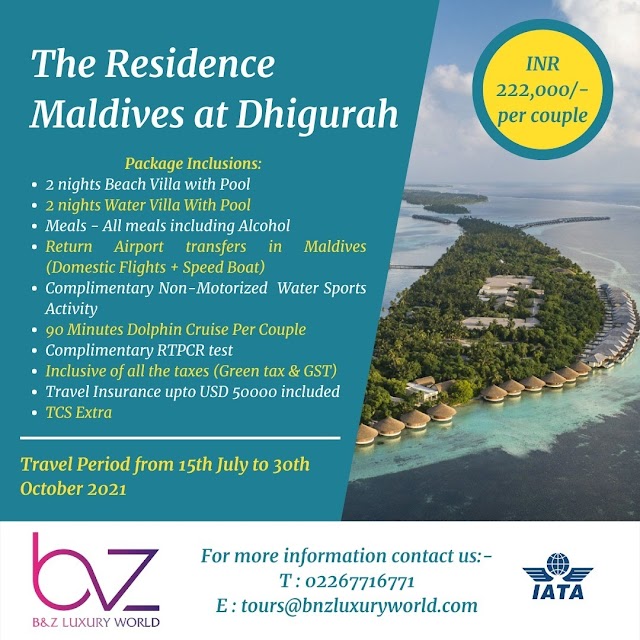 The Residence
Maldives at Dhigurah
INR
222,000/-
per couple
Package Inclusions:
• 2 nights Beach Villa with Pool
• 2 nights Water Villa With Pool
• Meals - All meals including Alcohol
• Return Airport transfers in Maldives
(Domestic Flights + Speed Boat)
• Complimentary Non-Motorized Water Sports
Activity
• 90 Minutes Dolphin Cruise Per Couple
• Complimentary RTPCR test
• Inclusive of all the taxes (Green tax & GST)
• Travel Insurance upto USD 50000 included
• TCS Extra
Travel Period from 15th July to 30th
October 2021
bvz
B&Z LUXURY WORLD
For more information contact us:-
T : 02267716771
E : tours@bnzluxuryworld.com
IATA